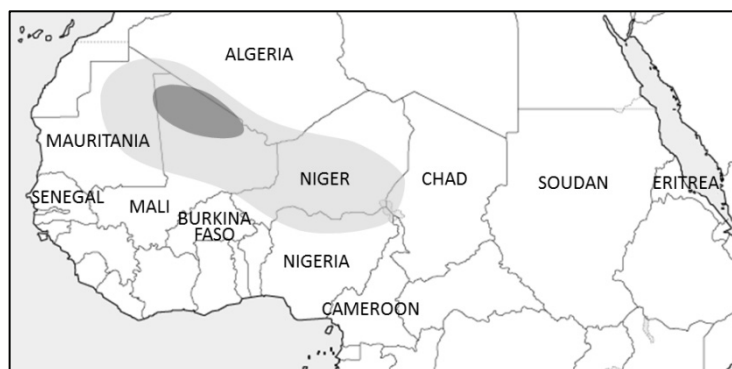 ALGERIA
MAURITANIA
NIGER
CHAD
SOUDAN
ERITREA
SENEGAL
MALI
BURKINA
FASO
NIGERIA
CAMEROON